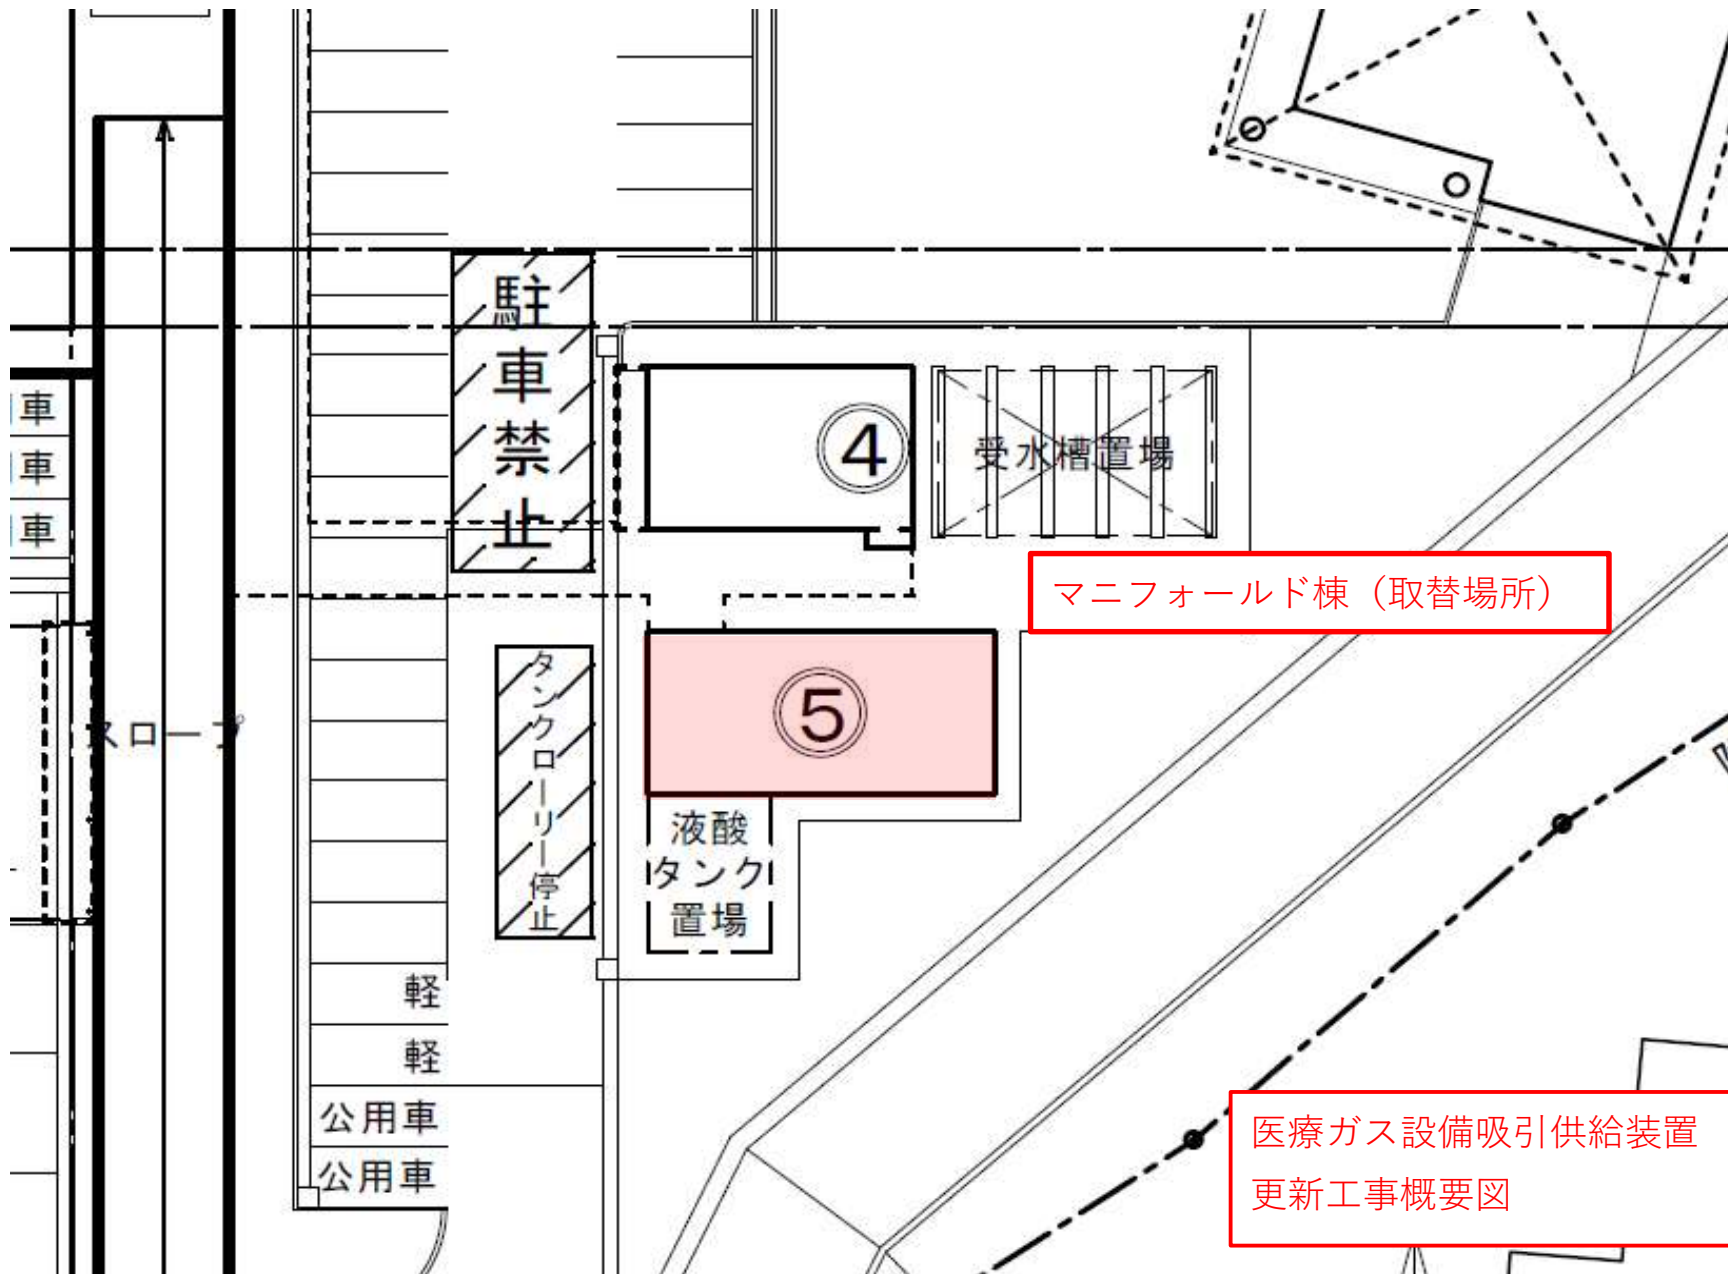 駐車禁止
④
受水槽置場
車
車
車
マニフォールド棟（取替場所）
タンクローリー停止
⑤
スロープ
液酸
タンク
置場
軽
軽
公用車
公用車
医療ガス設備吸引供給装置
更新工事概要図